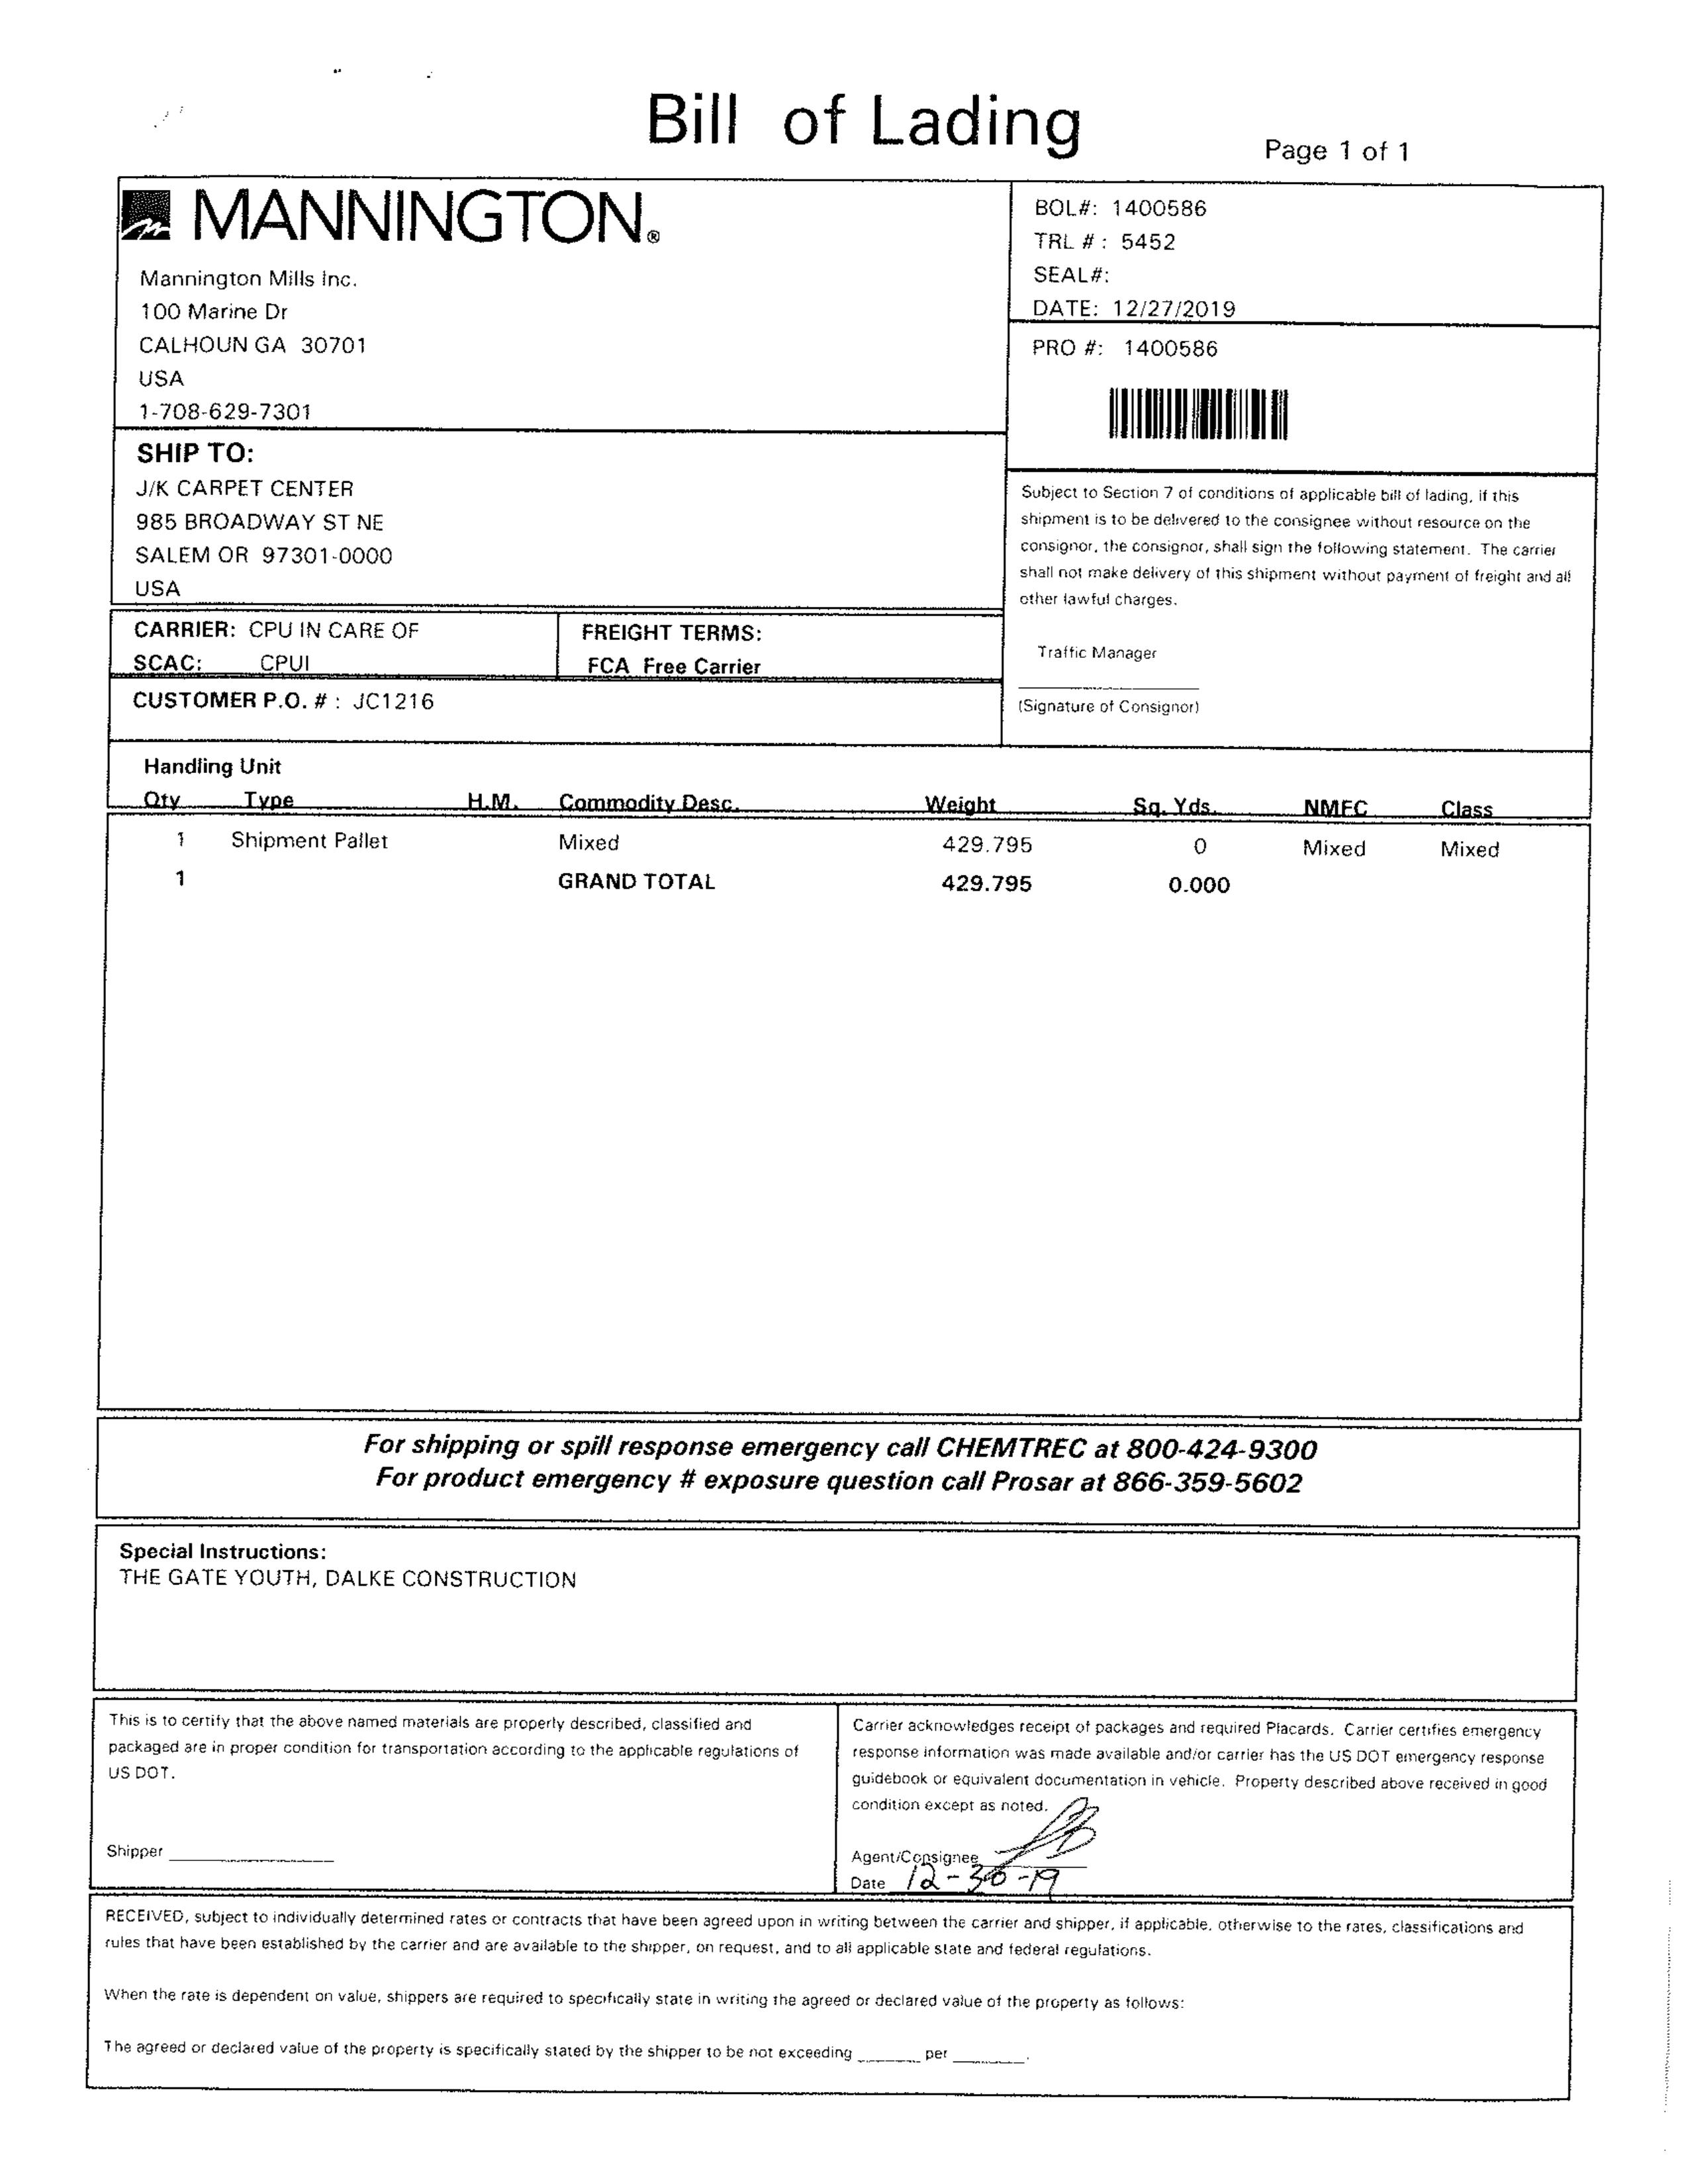 Bill of Lading
Page 1 of 1
MANNINGTON®
Mannington Mills Inc.
100 Marine Dr
CALHOUN GA 30701
USA
1-708-629-7301
BOL#: 1400586
TRL # : 5452
SEAL#:
DATE: 12/27/2019
PRO #: 1400586
SHIP TO:
J/K CARPET CENTER
985 BROADWAY ST NE
SALEM OR 97301-0000
USA
Subject to Section 7 of conditions of applicable bill of lading, if this
shipment is to be delivered to the consignee without resource on the
consignor, the consignor, shall sign the following statement. The carrier
shall not make delivery of this shipment without payment of freight and all
other lawful charges.
Traffic Manager
(Signature of Consignor)
CARRIER: CPU IN CARE OF
SCAC: CPUI
FREIGHT TERMS:
FCA Free Carrier
CUSTOMER P.O. # : JC1216
Handling Unit
Qty Type H.M. Commodity Desc. Weight Sq. Yds. NMFC Class
1 Shipment Pallet Mixed 429.795 0 Mixed Mixed
1 GRAND TOTAL 429.795 0.000
For shipping or spill response emergency call CHEMTREC at 800-424-9300
For product emergency # exposure question call Prosar at 866-359-5602
Special Instructions:
THE GATE YOUTH, DALKE CONSTRUCTION
This is to certify that the above named materials are properly described, classified and
packaged are in proper condition for transportation according to the applicable regulations of
US DOT.
Shipper
Carrier acknowledges receipt of packages and required Placards. Carrier certifies emergency
response information was made available and/or carrier has the US DOT emergency response
guidebook or equivalent documentation in vehicle. Property described above received in good
condition except as noted.
Agent/Consignee
Date 12-30-19
RECEIVED, subject to individually determined rates or contracts that have been agreed upon in writing between the carrier and shipper, if applicable, otherwise to the rates, classifications and
rules that have been established by the carrier and are available to the shipper, on request, and to all applicable state and federal regulations.
When the rate is dependent on value, shippers are required to specifically state in writing the agreed or declared value of the property as follows:
The agreed or declared value of the property is specifically stated by the shipper to be not exceeding ______ per ______.